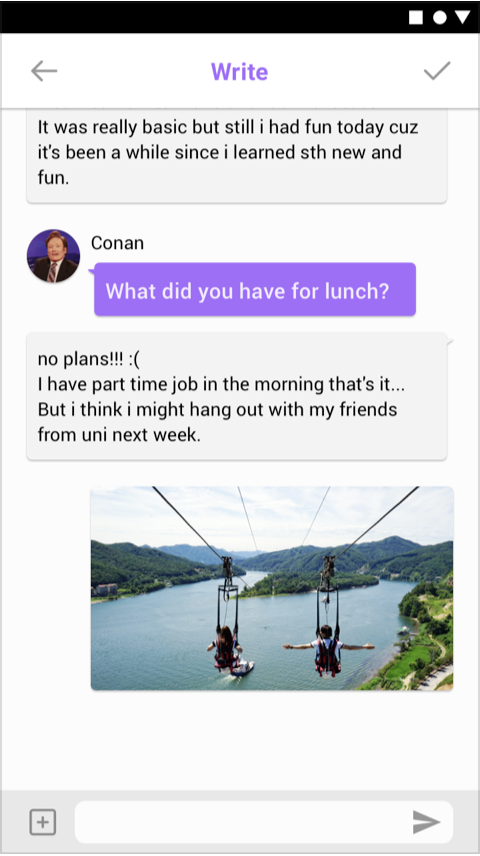 Write
It was really basic but still i had fun today cuz
it's been a while since i learned sth new and
fun.
Conan
What did you have for lunch?
no plans!!! :(
I have part time job in the morning that's it...
But i think i might hang out with my friends
from uni next week.